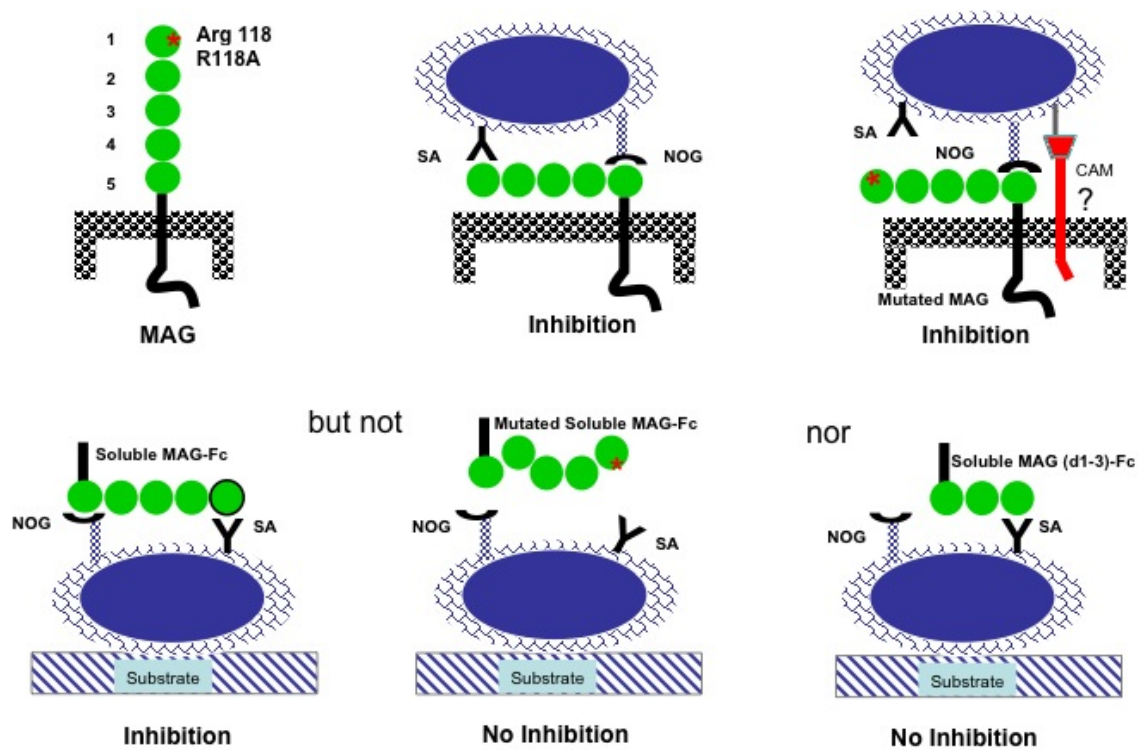 1
2
3
4
5
*
Arg 118
R118A
MAG
SA
NOG
Inhibition
SA
NOG
*
CAM
?
Mutated MAG
Inhibition
Soluble MAG-Fc
NOG
SA
Substrate
Inhibition
but not
Mutated Soluble MAG-Fc
*
NOG
SA
Substrate
No Inhibition
nor
Soluble MAG (d1-3)-Fc
NOG
SA
Substrate
No Inhibition